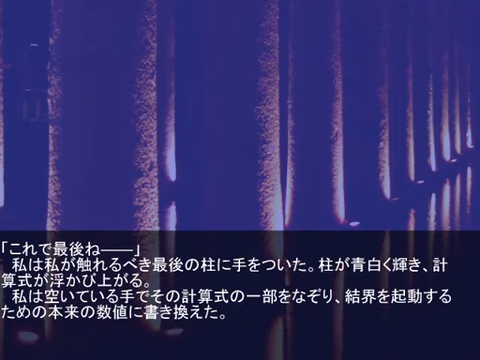 「これで最後ね――」
　私は私が触れるべき最後の柱に手をついた。柱が青白く輝き、計
算式が浮かび上がる。
　私は空いている手でその計算式の一部をなぞり、結界を起動する
ための本来の数値に書き換えた。